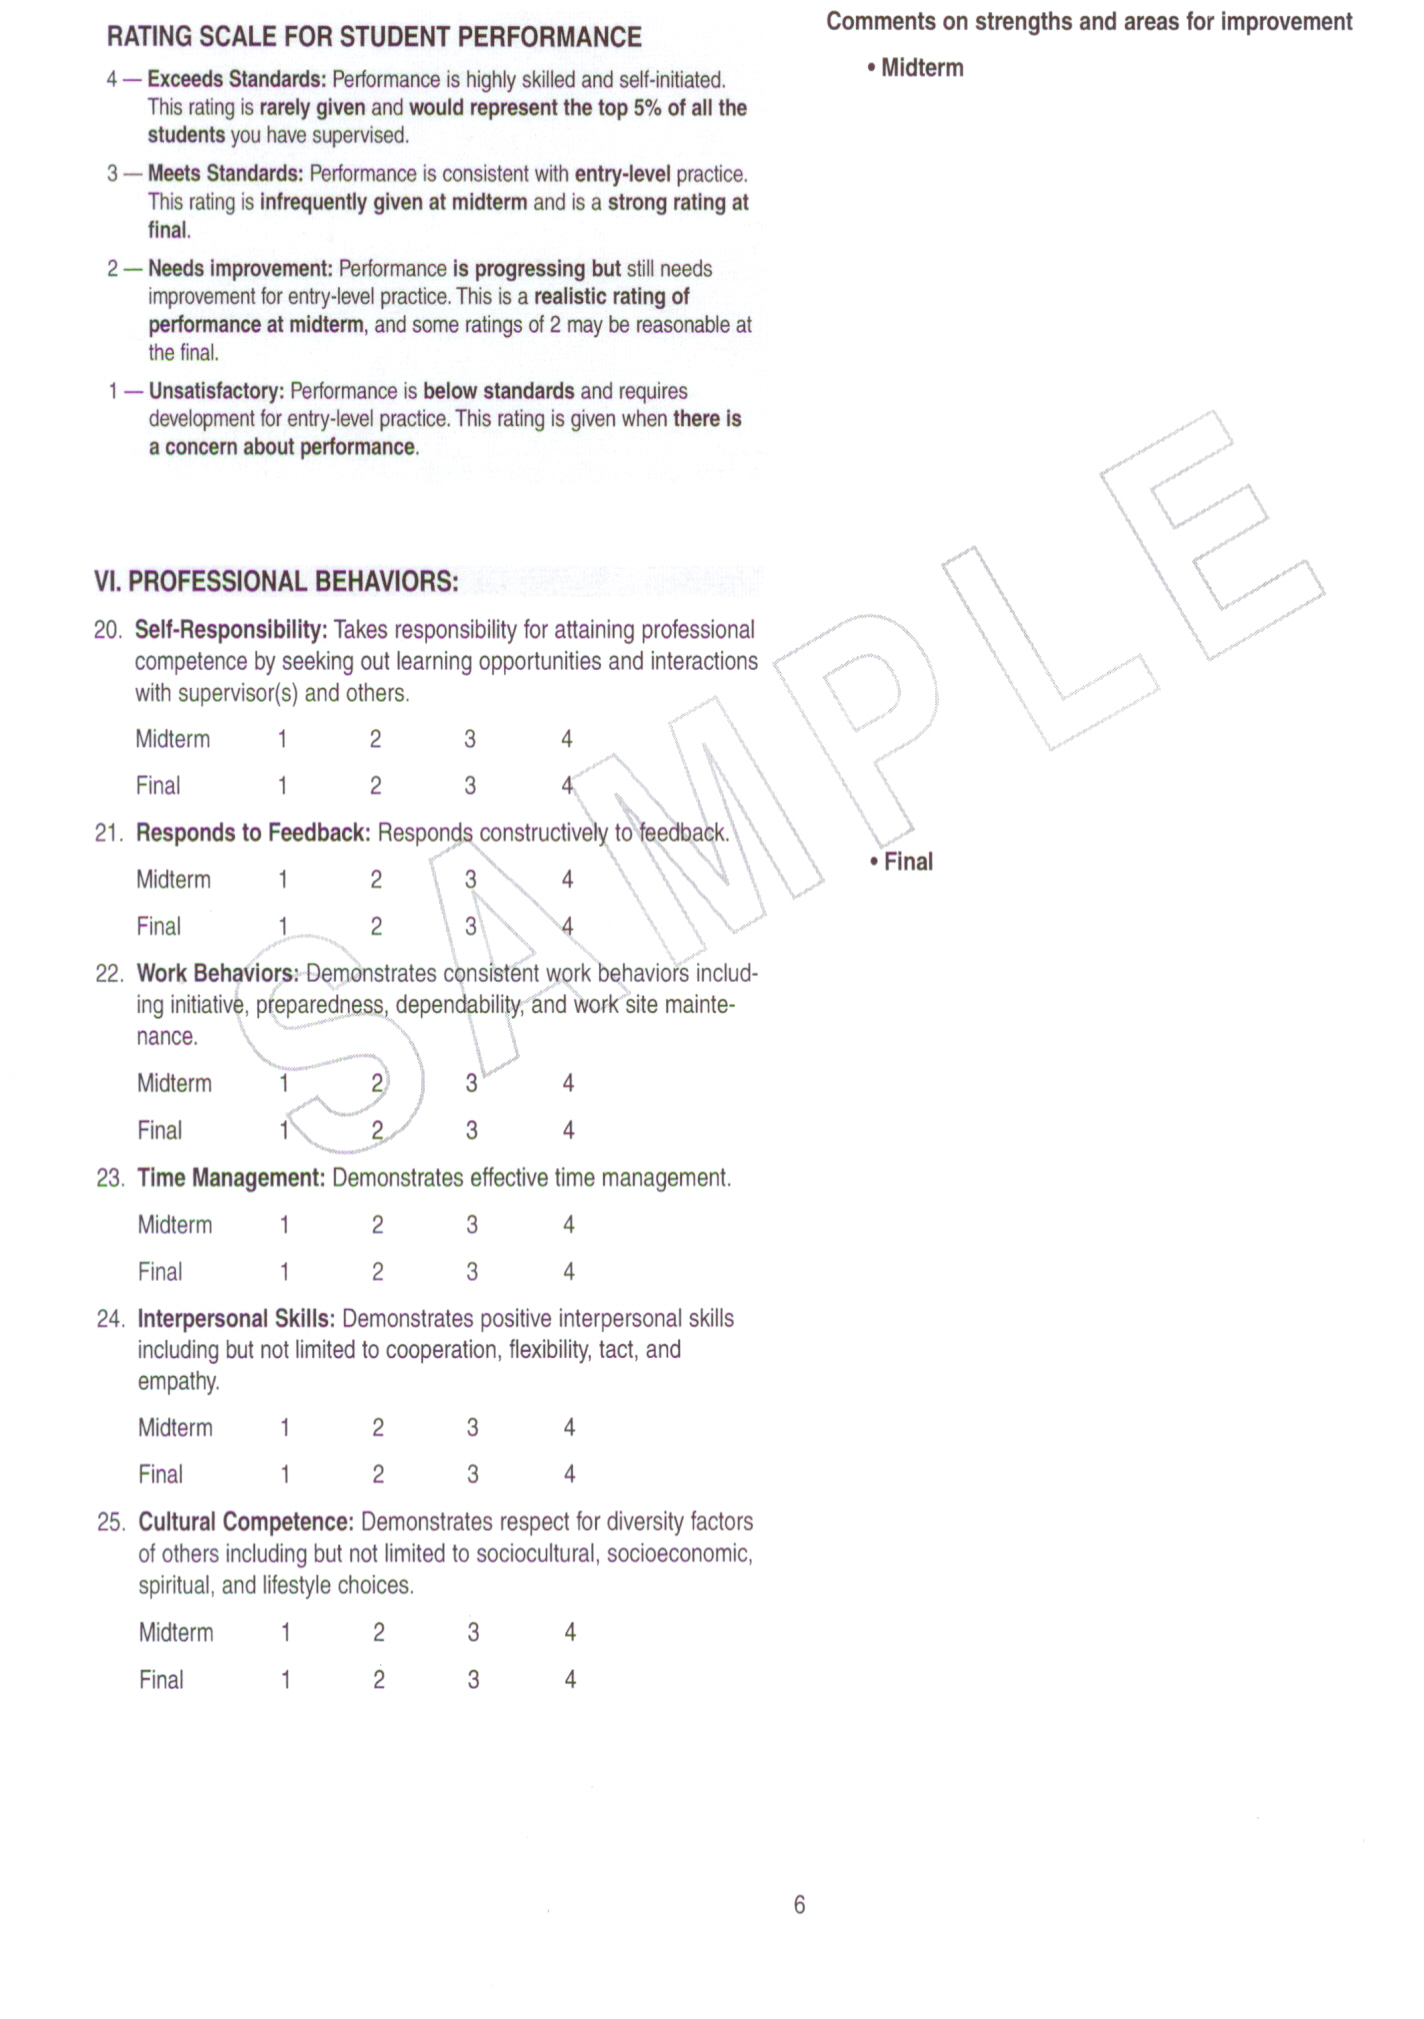 RATING SCALE FOR STUDENT PERFORMANCE
4 — Exceeds Standards: Performance is highly skilled and self-initiated.
This rating is rarely given and would represent the top 5% of all the
students you have supervised.
3 — Meets Standards: Performance is consistent with entry-level practice.
This rating is infrequently given at midterm and is a strong rating at
final.
2 — Needs improvement: Performance is progressing but still needs
improvement for entry-level practice. This is a realistic rating of
performance at midterm, and some ratings of 2 may be reasonable at
the final.
1 — Unsatisfactory: Performance is below standards and requires
development for entry-level practice. This rating is given when there is
a concern about performance.
VI. PROFESSIONAL BEHAVIORS:
20. Self-Responsibility: Takes responsibility for attaining professional
competence by seeking out learning opportunities and interactions
with supervisor(s) and others.
Midterm 1 2 3 4
Final 1 2 3 4
21. Responds to Feedback: Responds constructively to feedback.
Midterm 1 2 3 4
Final 1 2 3 4
22. Work Behaviors: Demonstrates consistent work behaviors includ-
ing initiative, preparedness, dependability, and work site mainte-
nance.
Midterm 1 2 3 4
Final 1 2 3 4
23. Time Management: Demonstrates effective time management.
Midterm 1 2 3 4
Final 1 2 3 4
24. Interpersonal Skills: Demonstrates positive interpersonal skills
including but not limited to cooperation, flexibility, tact, and
empathy.
Midterm 1 2 3 4
Final 1 2 3 4
25. Cultural Competence: Demonstrates respect for diversity factors
of others including but not limited to sociocultural, socioeconomic,
spiritual, and lifestyle choices.
Midterm 1 2 3 4
Final 1 2 3 4
Comments on strengths and areas for improvement
• Midterm
• Final
SAMPLE
6